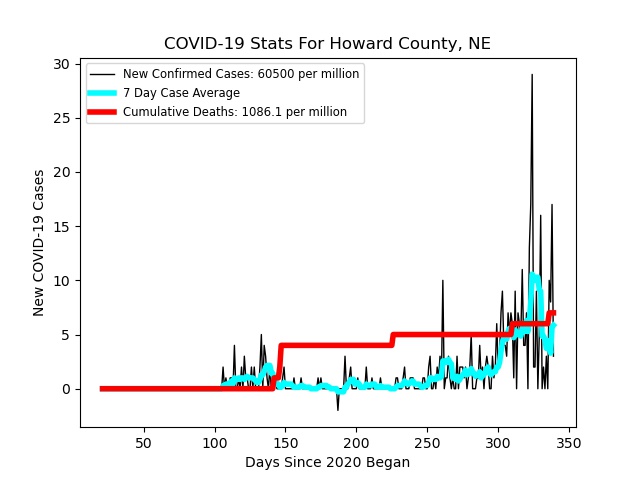 COVID-19 Stats For Howard County, NE
New Confirmed Cases: 60500 per million
7 Day Case Average
Cumulative Deaths: 1086.1 per million
New COVID-19 Cases
30
25
20
15
10
5
0
50
100
150
200
250
300
350
Days Since 2020 Began